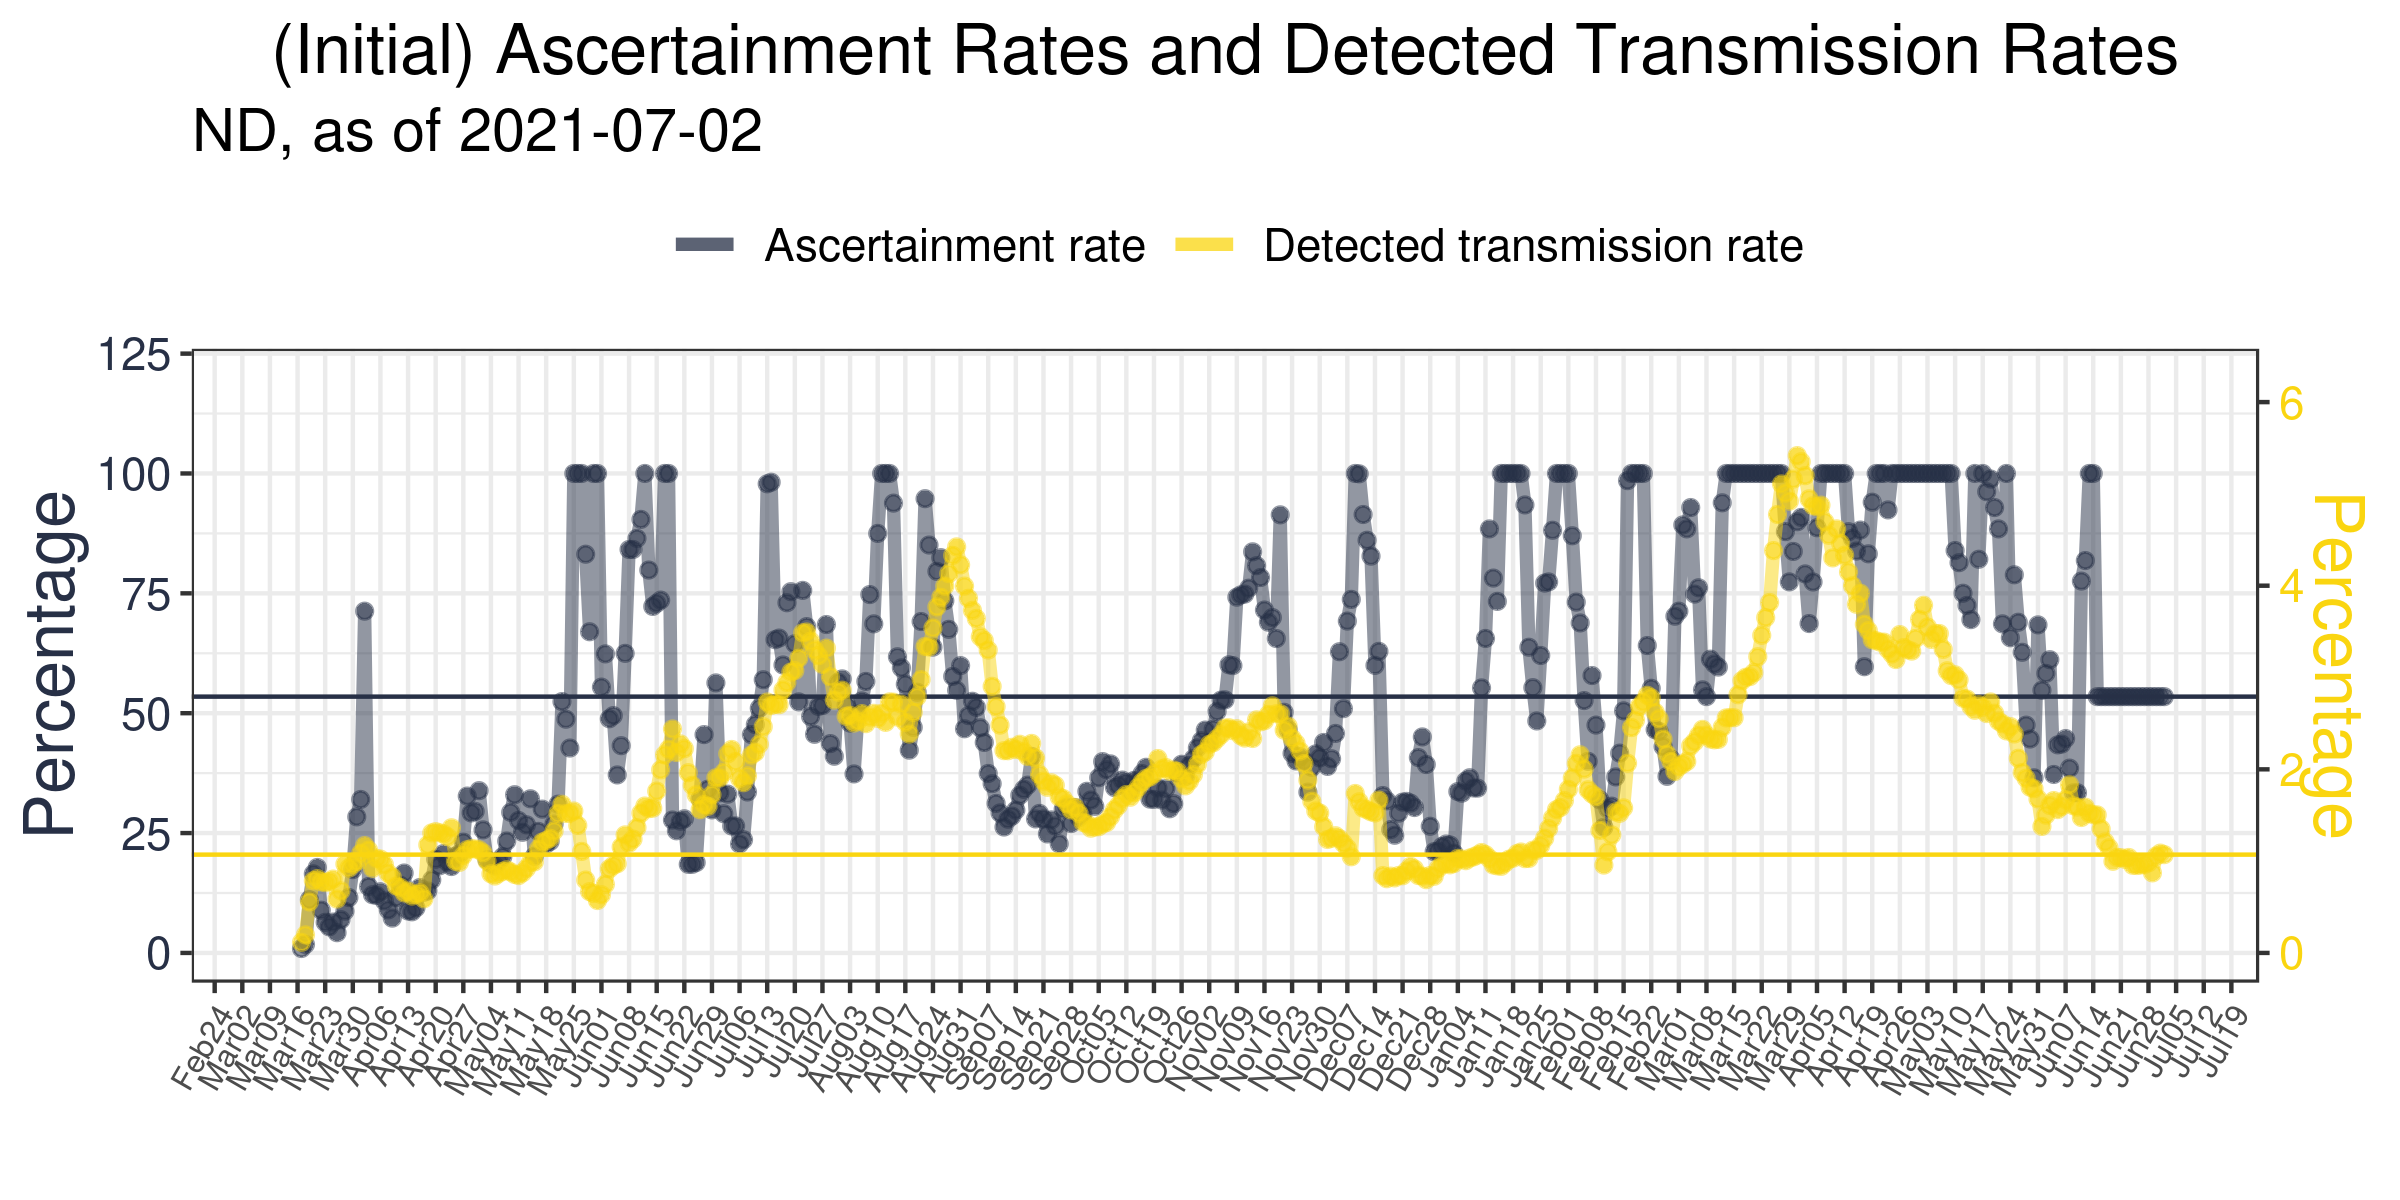 (Initial) Ascertainment Rates and Detected Transmission Rates
ND, as of 2021-07-02
Ascertainment rate
Detected transmission rate
125
100
75
50
25
0
Percentage
6
4
2
0
Percentage
Feb24
Mar02
Mar09
Mar16
Mar23
Mar30
Apr06
Apr13
Apr20
Apr27
May04
May11
May18
May25
Jun01
Jun08
Jun15
Jun22
Jun29
Jul06
Jul13
Jul20
Jul27
Aug03
Aug10
Aug17
Aug24
Aug31
Sep07
Sep14
Sep21
Sep28
Oct05
Oct12
Oct19
Oct26
Nov02
Nov09
Nov16
Nov23
Nov30
Dec07
Dec14
Dec21
Dec28
Jan04
Jan11
Jan18
Jan25
Feb01
Feb08
Feb15
Feb22
Mar01
Mar08
Mar15
Mar22
Mar29
Apr05
Apr12
Apr19
Apr26
May03
May10
May17
May24
May31
Jun07
Jun14
Jun21
Jun28
Jul05
Jul12
Jul19